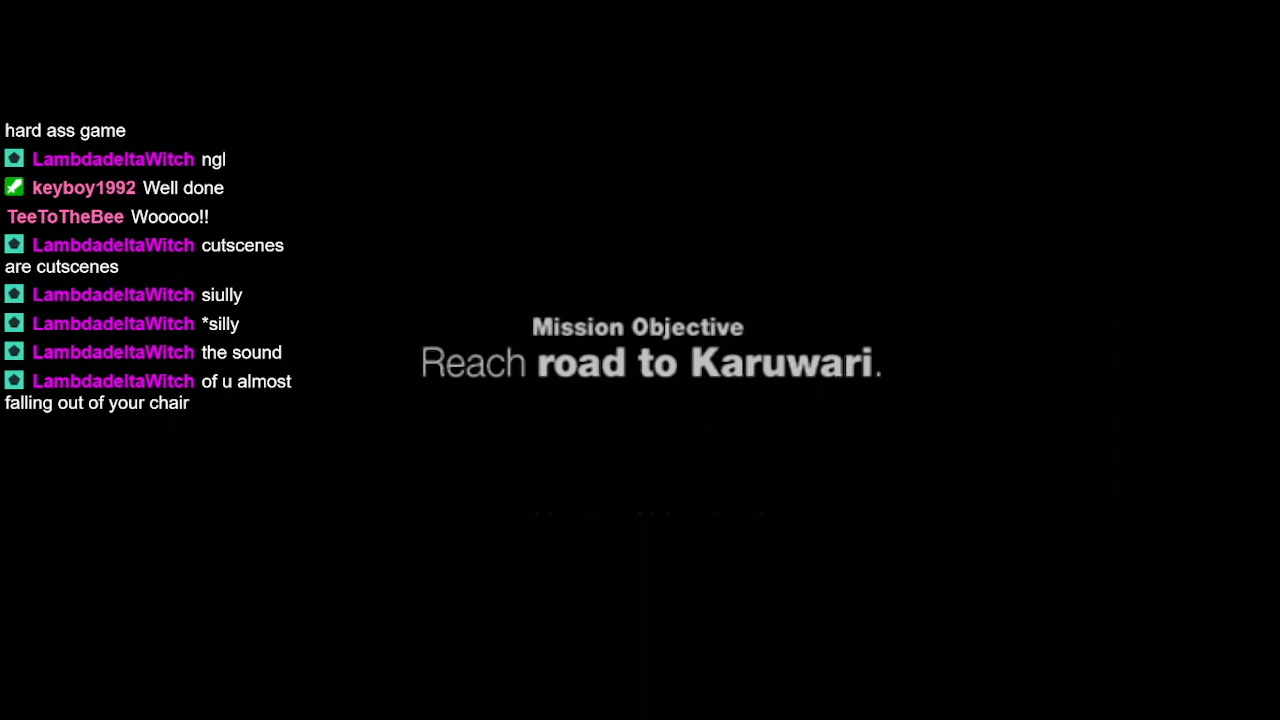 hard ass game
LambdadeltaWitch ngl
keyboy1992 Well done
TeeToTheBee Wooooo!!
LambdadeltaWitch cutscenes
are cutscenes
LambdadeltaWitch siully
LambdadeltaWitch *silly
LambdadeltaWitch the sound
LambdadeltaWitch of u almost
falling out of your chair
Mission Objective
Reach road to Karuwari.